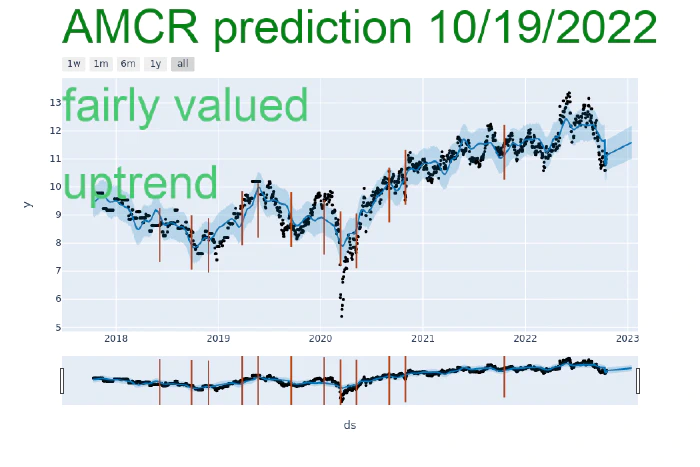 AMCR prediction 10/19/2022
1w 1m 6m 1y all
fairly valued
uptrend
13
12
11
10
9
8
7
6
5
y
2018 2019 2020 2021 2022 2023
ds